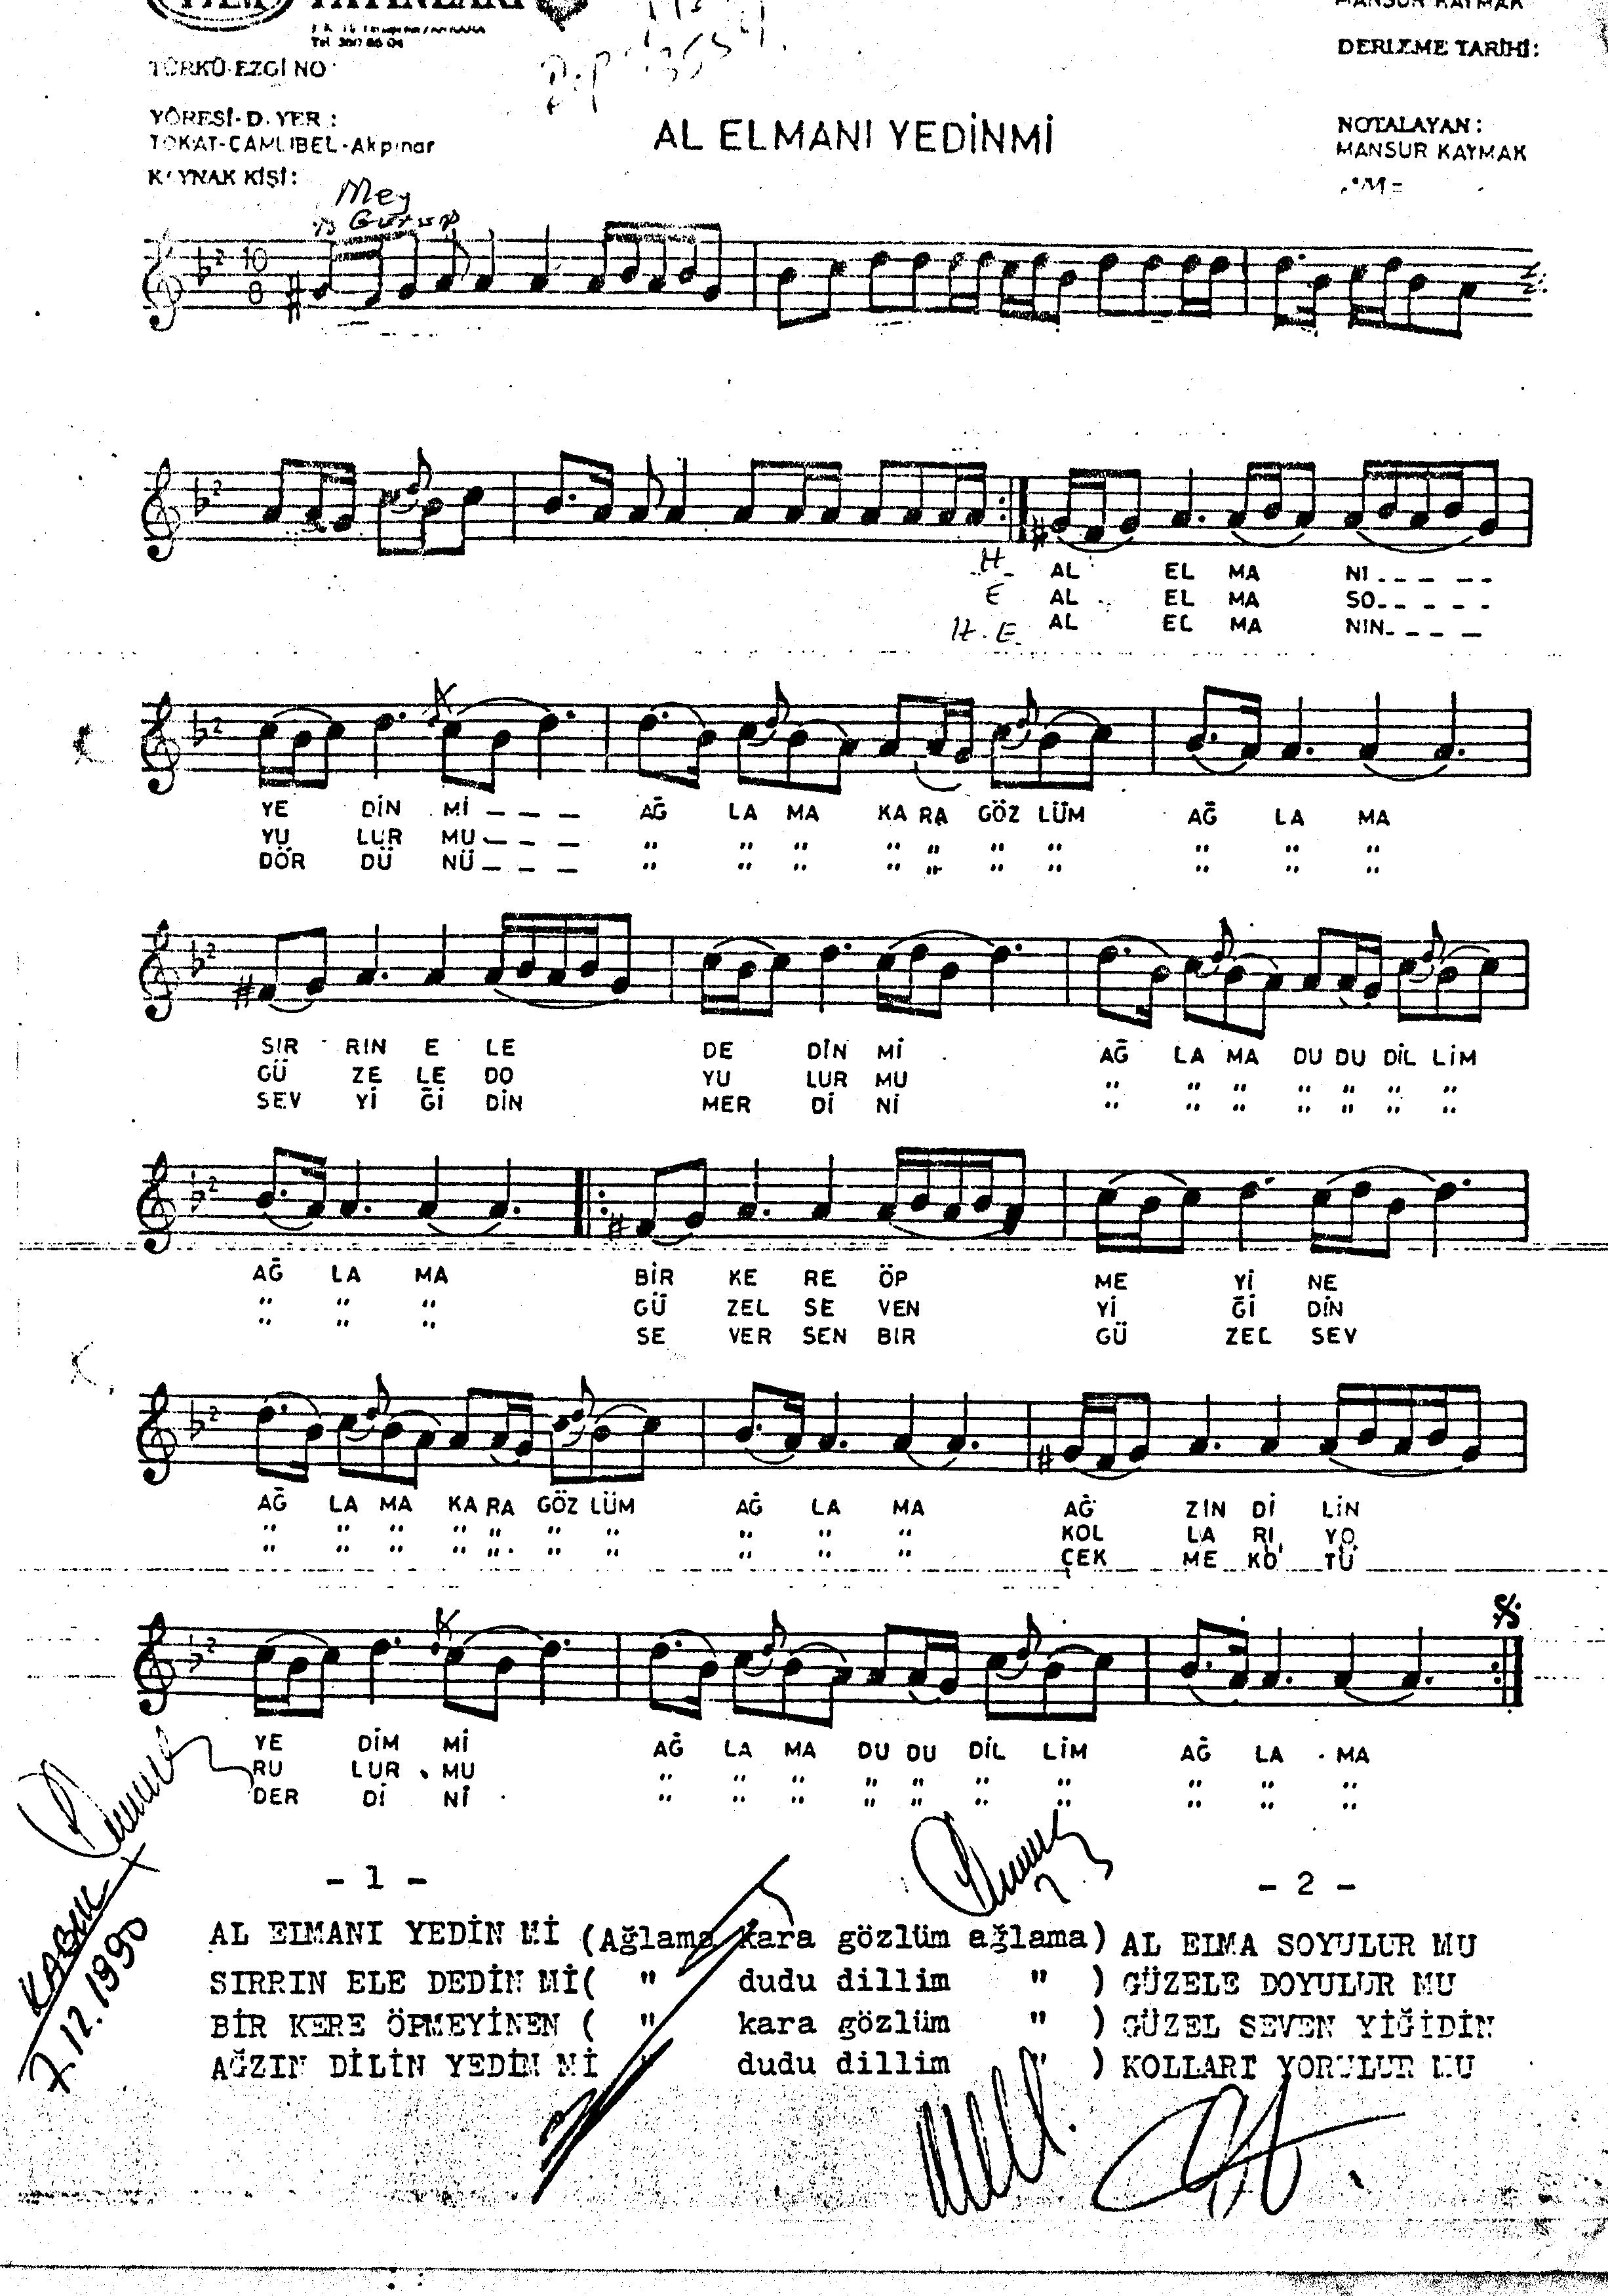 YAYINLARI
MANSUR KAYMAK
DERLEME TARİHİ:
TÜRKÜ-EZGİ NO
YÖRESİ-D. YER :
TOKAT-ÇAMLIBEL-Akpınar
AL ELMANI YEDİNMİ
NOTALAYAN :
MANSUR KAYMAK
KAYNAK KİŞİ:
Mey
10
8
H AL EL MA NI _ _ _ _ _
E AL EL MA SO _ _ _ _ _
H.E. AL EL MA NIN _ _ _ _
YE DİN Mİ _ _ _ AĞ LA MA KA RA GÖZ LÜM AĞ LA MA
YU LUR MU _ _ _ " " " " " " " " " "
DÖR DÜ NÜ _ _ _ " " " " " " " " " "
SIR RIN E LE DE DİN Mİ AĞ LA MA DU DU DİL LİM
GÜ ZE LE DO YU LUR MU " " " " " " "
SEV Yİ Ğİ DİN MER Dİ Nİ " " " " " " "
AĞ LA MA BİR KE RE ÖP ME Yİ NE
" " " GÜ ZEL SE VEN Yİ Ğİ DİN
" " " SE VER SEN BIR GÜ ZEL SEV
AĞ LA MA KA RA GÖZ LÜM AĞ LA MA AĞ ZIN Dİ LİN
" " " " " " " " " " KOL LA RI YO
" " " " " " " " " " ÇEK ME KÖ TÜ
YE DİM Mİ AĞ LA MA DU DU DİL LİM AĞ LA MA
RU LUR MU " " " " " " " " " "
DER Dİ Nİ " " " " " " " " " "
- 1 -
- 2 -
AL ELMANI YEDİN Mİ (Ağlama kara gözlüm ağlama) AL ELMA SOYULUR MU
SIRRIN ELE DEDİN Mİ( " dudu dillim " ) GÜZELE DOYULUR MU
BİR KERE ÖPMEYİNEN ( " kara gözlüm " ) GÜZEL SEVEN YİĞİDİN
AĞZIN DİLİN YEDİM Mİ " dudu dillim " ) KOLLARI YORULUR MU
KABUL
7.12.1990